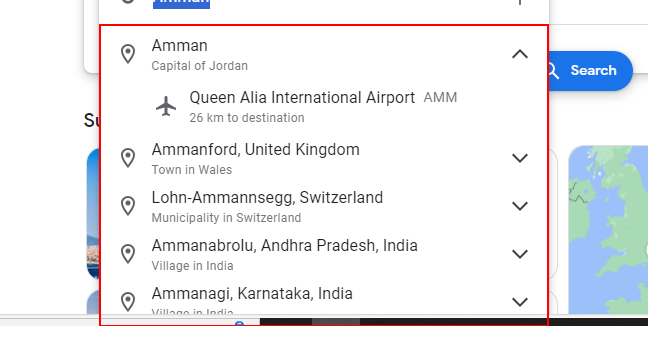 Amman
Amman
Capital of Jordan
Search
Queen Alia International Airport AMM
26 km to destination
Su
Ammanford, United Kingdom
Town in Wales
Lohn-Ammannsegg, Switzerland
Municipality in Switzerland
Ammanabrolu, Andhra Pradesh, India
Village in India
Ammanagi, Karnataka, India
Village in India